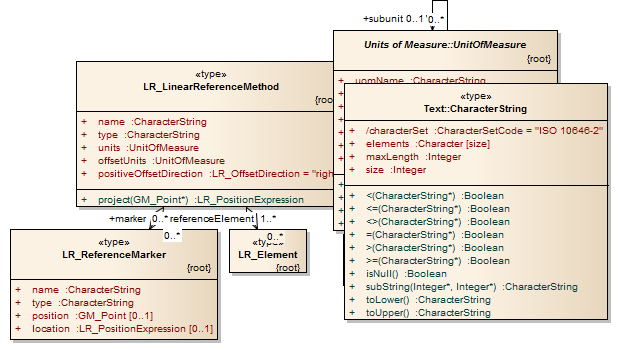 +subunit 0..1 0..*
Units of Measure::UnitOfMeasure
{root}
+ uomName :CharacterString
«type»
LR_LinearReferenceMethod
{roo
+ name :CharacterString
+ type :CharacterString
+ units :UnitOfMeasure
+ offsetUnits :UnitOfMeasure
+ positiveOffsetDirection :LR_OffsetDirection = "righ
+ project(GM_Point*) :LR_PositionExpression
«type»
Text::CharacterString
+ /characterSet :CharacterSetCode = "ISO 10646-2"
+ elements :Character [size]
+ maxLength :Integer
+ size :Integer
+ <(CharacterString*) :Boolean
+ <=(CharacterString*) :Boolean
+ <>(CharacterString*) :Boolean
+ =(CharacterString*) :Boolean
+ >(CharacterString*) :Boolean
+ >=(CharacterString*) :Boolean
+ isNull() :Boolean
+ subString(Integer*, Integer*) :CharacterString
+ toLower() :CharacterString
+ toUpper() :CharacterString
+marker 0..* referenceElement 1..*
0..* 0..*
«type»
LR_ReferenceMarker
{root}
+ name :CharacterString
+ type :CharacterString
+ position :GM_Point [0..1]
+ location :LR_PositionExpression [0..1]
«type»
LR_Element
{root}